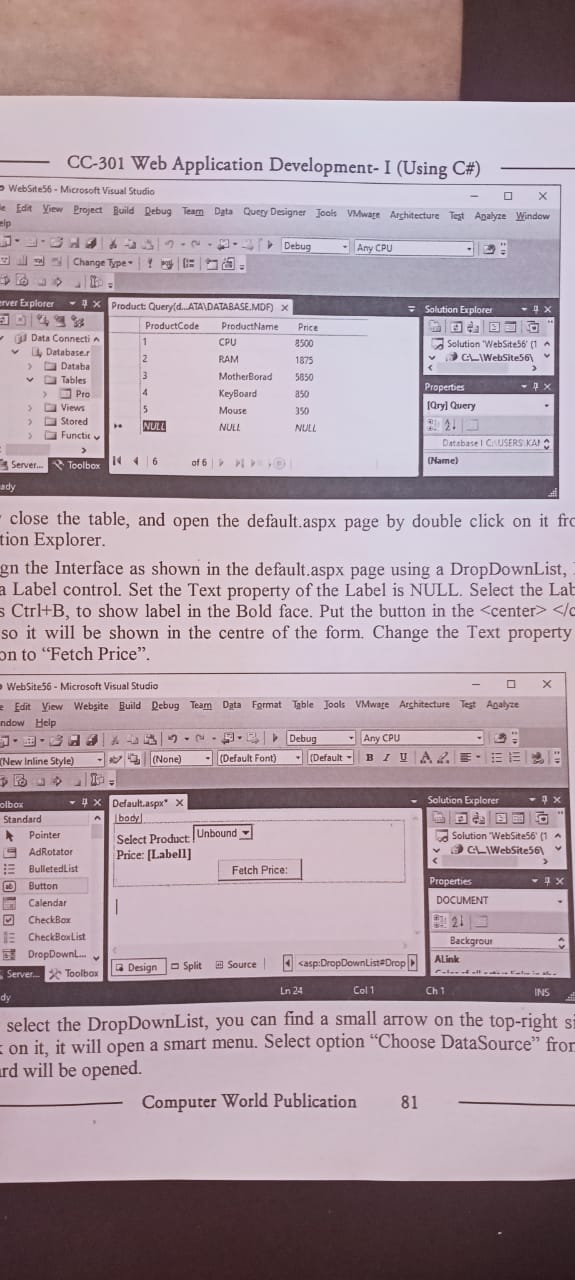 CC-301 Web Application Development- I (Using C#)
WebSite56 - Microsoft Visual Studio
Edit View Project Build Debug Team Data Query Designer Tools VMware Architecture Test Analyze Window
elp
Debug Any CPU
Change Type
erver Explorer
Product: Query(d...ATA\DATABASE.MDF)
Solution Explorer
Data Connecti
Database.r
Databa
Tables
Pro
Views
Stored
Functic
Server... Toolbox
ProductCode ProductName Price
1 CPU 8500
2 RAM 1875
3 MotherBorad 5850
4 KeyBoard 850
5 Mouse 350
NULL NULL NULL
6 of 6
Solution 'WebSite56' (1
C:\...\WebSite56\
Properties
[Qry] Query
Database I C:\USERS\KAR
(Name)
ady
close the table, and open the default.aspx page by double click on it fro
tion Explorer.
gn the Interface as shown in the default.aspx page using a DropDownList,
a Label control. Set the Text property of the Label is NULL. Select the Lab
s Ctrl+B, to show label in the Bold face. Put the button in the <center> </c
so it will be shown in the centre of the form. Change the Text property
on to “Fetch Price”.
WebSite56 - Microsoft Visual Studio
Edit View Website Build Debug Team Data Format Table Tools VMware Architecture Test Analyze
ndow Help
Debug Any CPU
(New Inline Style) (None) (Default Font) (Default B I U A
olbox
Standard
Pointer
AdRotator
BulletedList
Button
Calendar
CheckBox
CheckBoxList
DropDownL...
Server... Toolbox
Default.aspx*
body
Select Product: Unbound
Price: [Label1]
Fetch Price:
Design Split Source <asp:DropDownList#Drop
Solution Explorer
Solution 'WebSite56' (1
C:\...\WebSite56\
Properties
DOCUMENT
Backgrour
ALink
dy Ln 24 Col 1 Ch 1 INS
select the DropDownList, you can find a small arrow on the top-right si
on it, it will open a smart menu. Select option “Choose DataSource” from
ard will be opened.
Computer World Publication 81